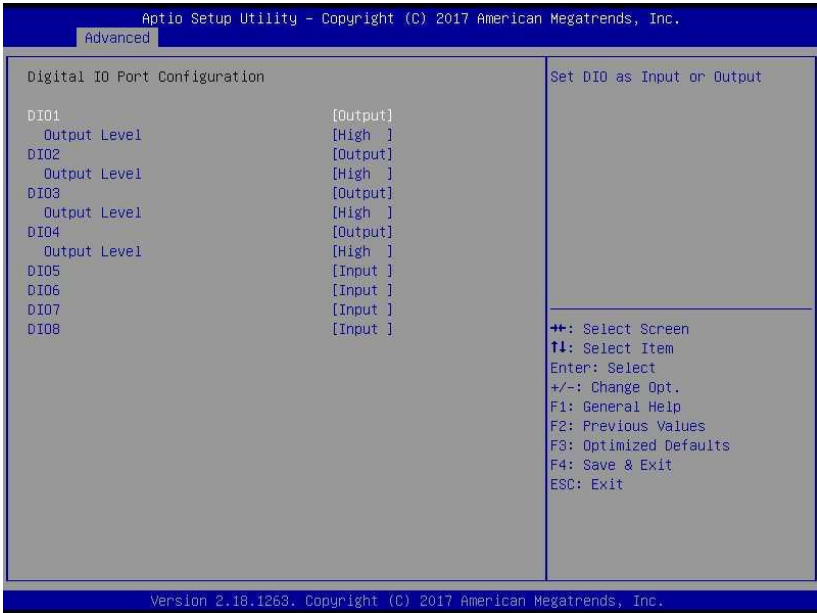 Aptio Setup Utility – Copyright (C) 2017 American Megatrends, Inc.
Advanced
Digital IO Port Configuration
DIO1 [Output]
Output Level [High ]
DIO2 [Output]
Output Level [High ]
DIO3 [Output]
Output Level [High ]
DIO4 [Output]
Output Level [High ]
DIO5 [Input ]
DIO6 [Input ]
DIO7 [Input ]
DIO8 [Input ]
Set DIO as Input or Output
→←: Select Screen
↑↓: Select Item
Enter: Select
+/-: Change Opt.
F1: General Help
F2: Previous Values
F3: Optimized Defaults
F4: Save & Exit
ESC: Exit
Version 2.18.1263. Copyright (C) 2017 American Megatrends, Inc.